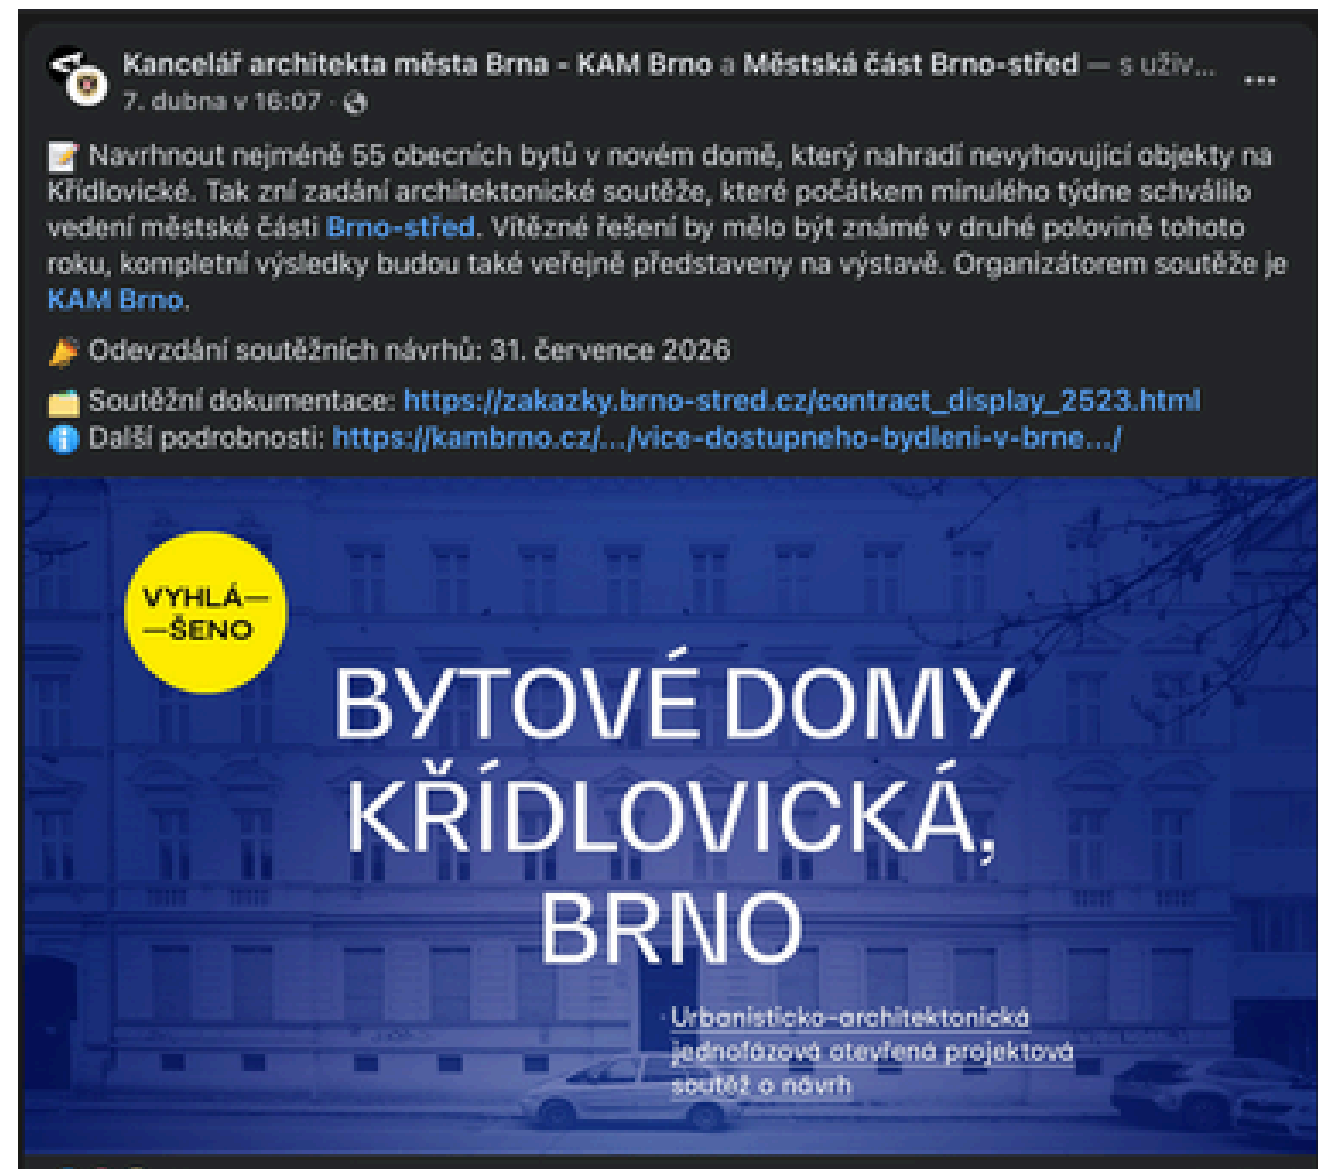 Kancelář architekta města Brna - KAM Brno a Městská část Brno-střed — s uživ...
7. dubna v 16:07 ·
Navrhnout nejméně 55 obecních bytů v novém domě, který nahradí nevyhovující objekty na
Křídlovické. Tak zní zadání architektonické soutěže, které počátkem minulého týdne schválilo
vedení městské části Brno-střed. Vítězné řešení by mělo být známé v druhé polovině tohoto
roku, kompletní výsledky budou také veřejně představeny na výstavě. Organizátorem soutěže je
KAM Brno.
Odevzdání soutěžních návrhů: 31. července 2026
Soutěžní dokumentace: https://zakazky.brno-stred.cz/contract_display_2523.html
Další podrobnosti: https://kambrno.cz/.../vice-dostupneho-bydleni-v-brne.../
VYHLÁ—
—ŠENO
BYTOVÉ DOMY
KŘÍDLOVICKÁ,
BRNO
Urbanisticko-architektonická
jednofázová otevřená projektová
soutěž o návrh